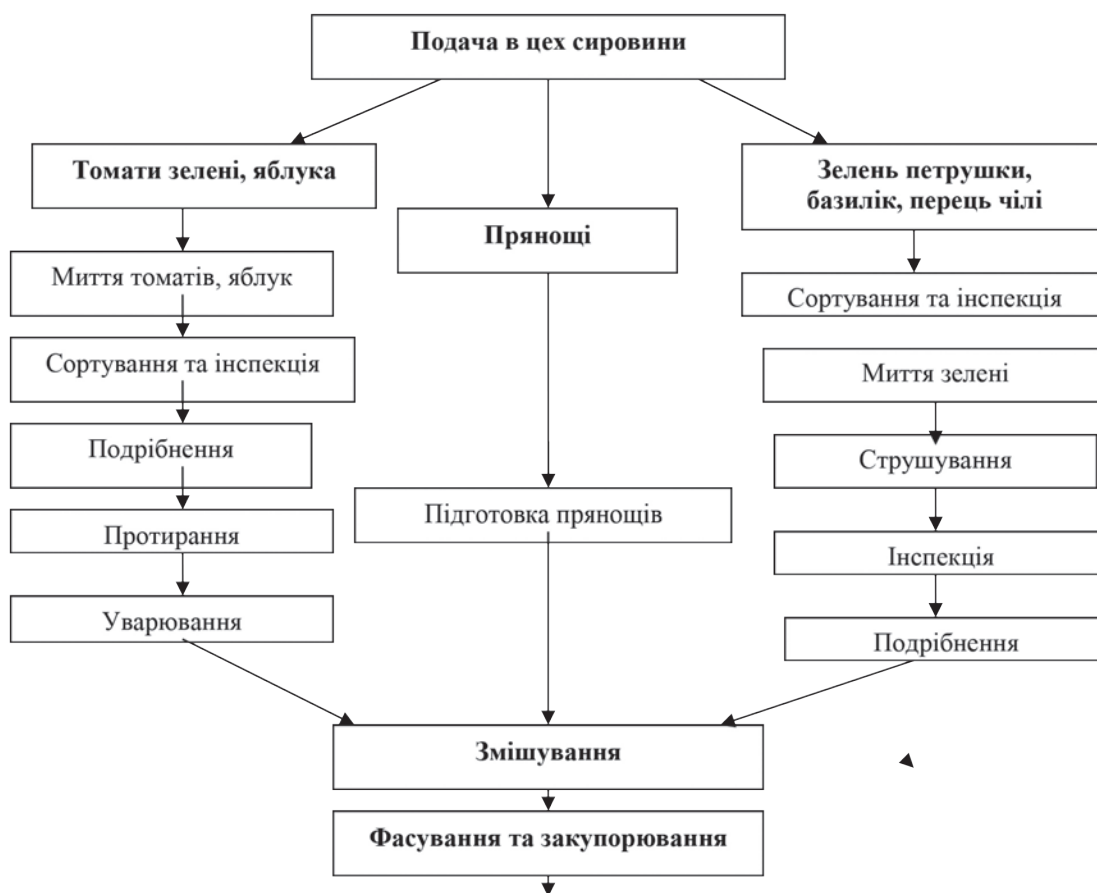 Подача в цех сировини
Томати зелені, яблука
Миття томатів, яблук
Сортування та інспекція
Подрібнення
Протирання
Уварювання
Прянощі
Підготовка прянощів
Зелень петрушки,
базилік, перець чілі
Сортування та інспекція
Миття зелені
Струшування
Інспекція
Подрібнення
Змішування
Фасування та закупорювання